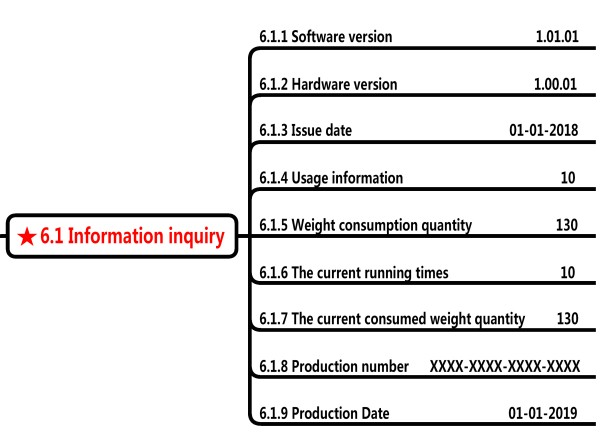 6.1.1 Software version 1.01.01
6.1.2 Hardware version 1.00.01
6.1.3 Issue date 01-01-2018
6.1.4 Usage information 10
★ 6.1 Information inquiry
6.1.5 Weight consumption quantity 130
6.1.6 The current running times 10
6.1.7 The current consumed weight quantity 130
6.1.8 Production number XXXX-XXXX-XXXX-XXXX
6.1.9 Production Date 01-01-2019